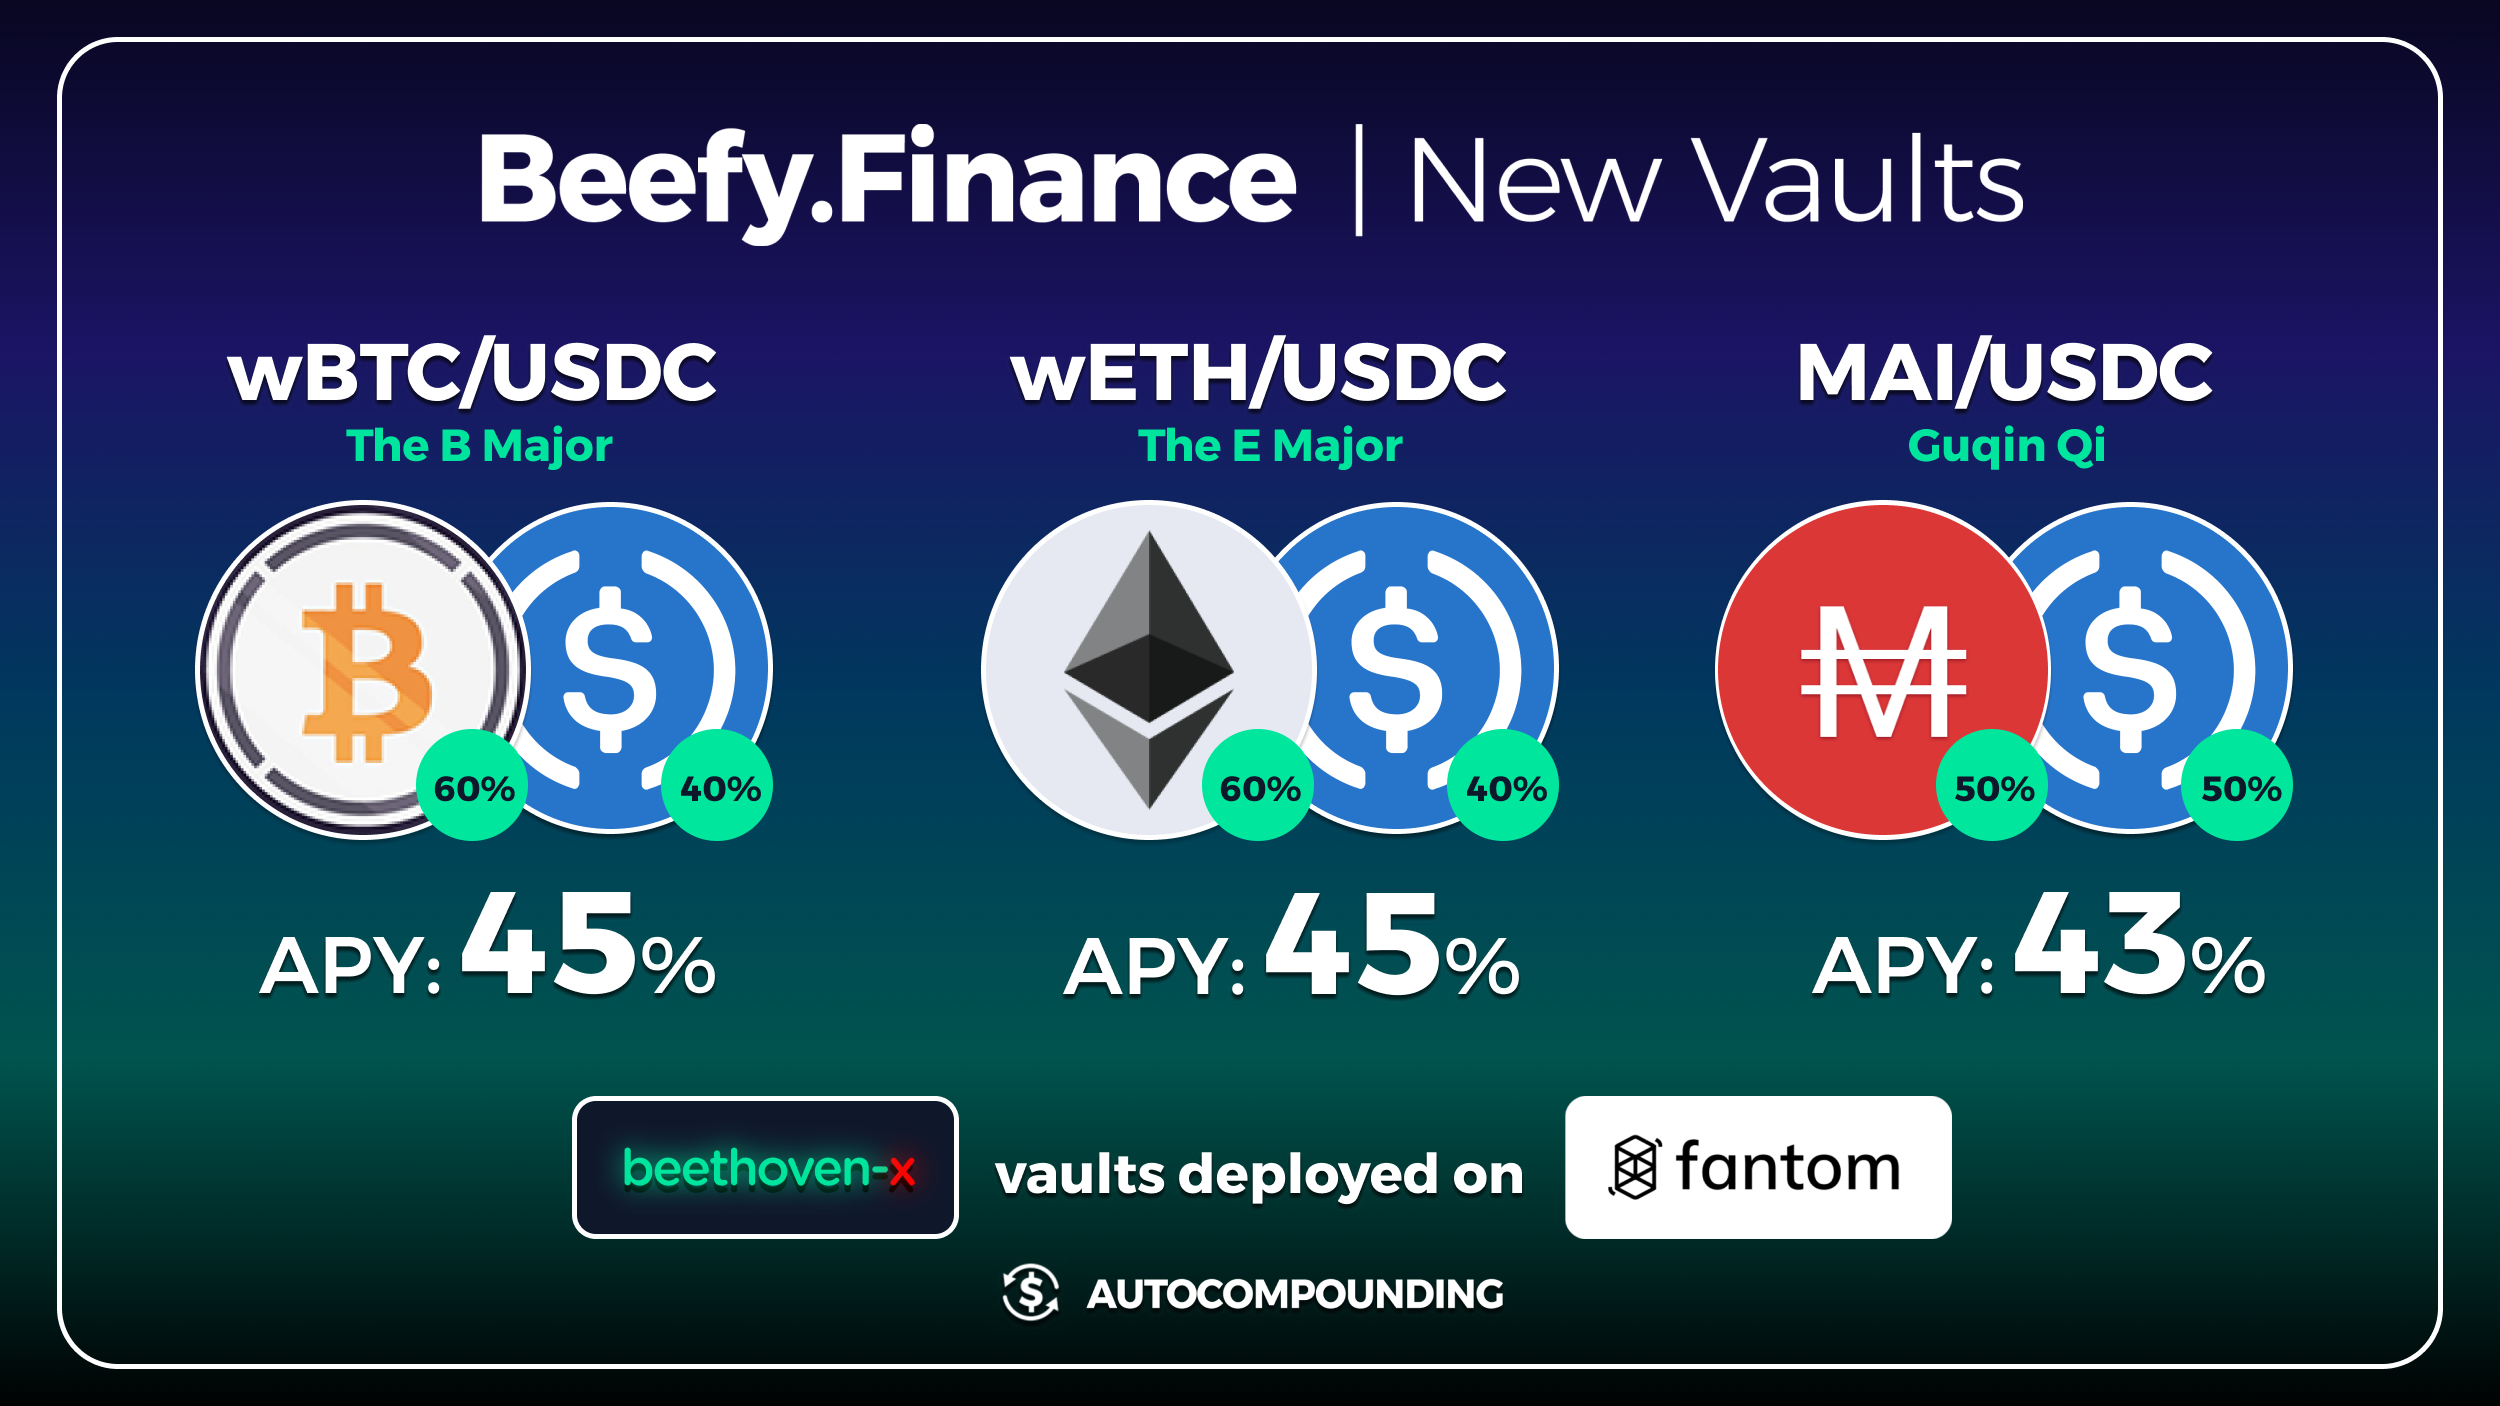 Beefy.Finance | New Vaults
wBTC/USDC
The B Major
60%
40%
APY: 45%
wETH/USDC
The E Major
60%
40%
APY: 45%
MAI/USDC
Guqin Qi
50%
50%
APY: 43%
beethoven-x vaults deployed on fantom
AUTOCOMPOUNDING